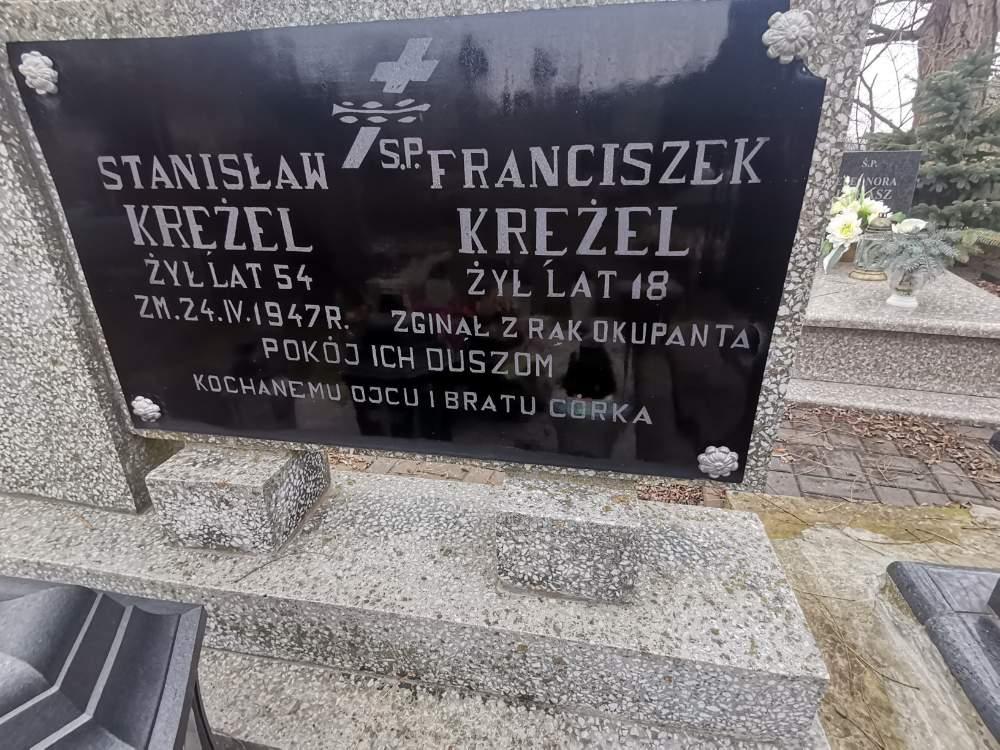 Ś.P.
STANISŁAW
KRĘŻEL
ŻYŁ LAT 54
ZM. 24.IV.1947R.
FRANCISZEK
KRĘŻEL
ŻYŁ LAT 18
ZGINĄŁ Z RĄK OKUPANTA
POKÓJ ICH DUSZOM
KOCHANEMU OJCU I BRATU CÓRKA
Ś.P.